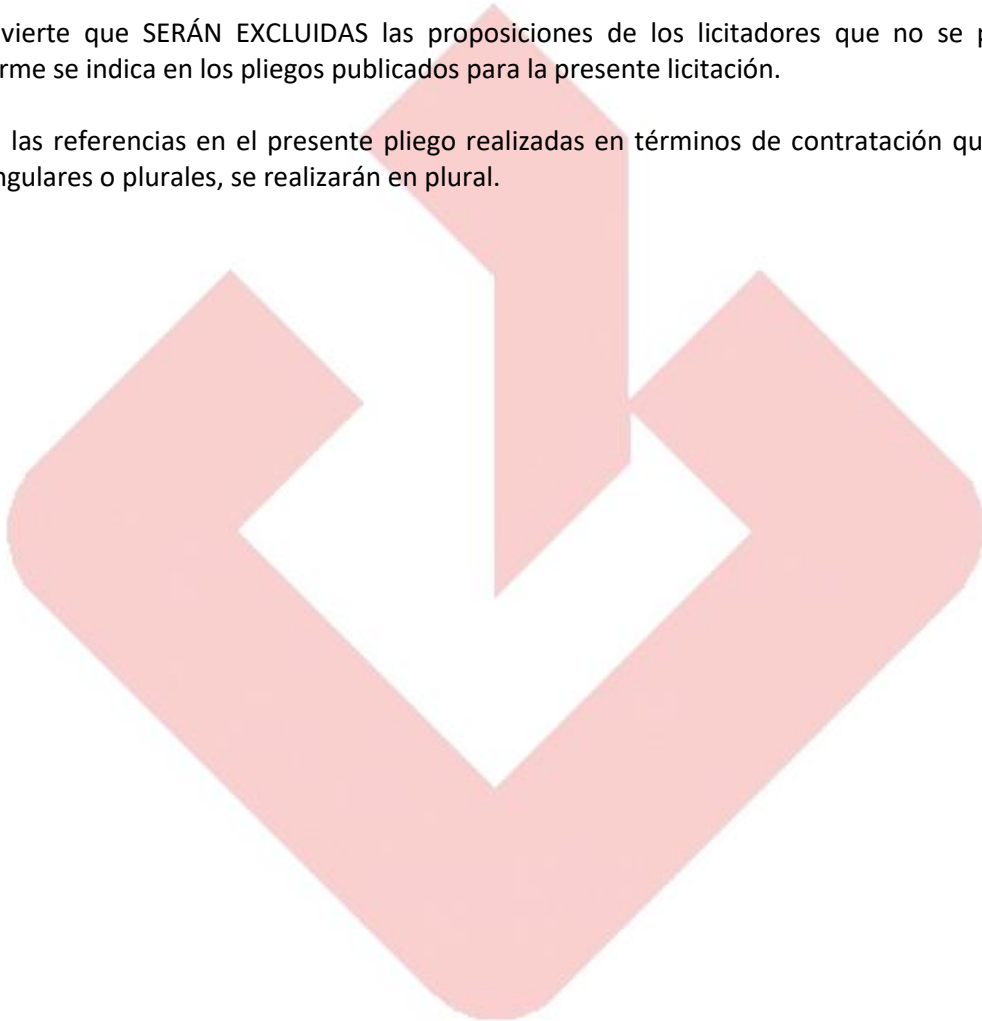 vierte que SERÁN EXCLUIDAS las proposiciones de los licitadores que no se p
rme se indica en los pliegos publicados para la presente licitación.
las referencias en el presente pliego realizadas en términos de contratación qu
ngulares o plurales, se realizarán en plural.